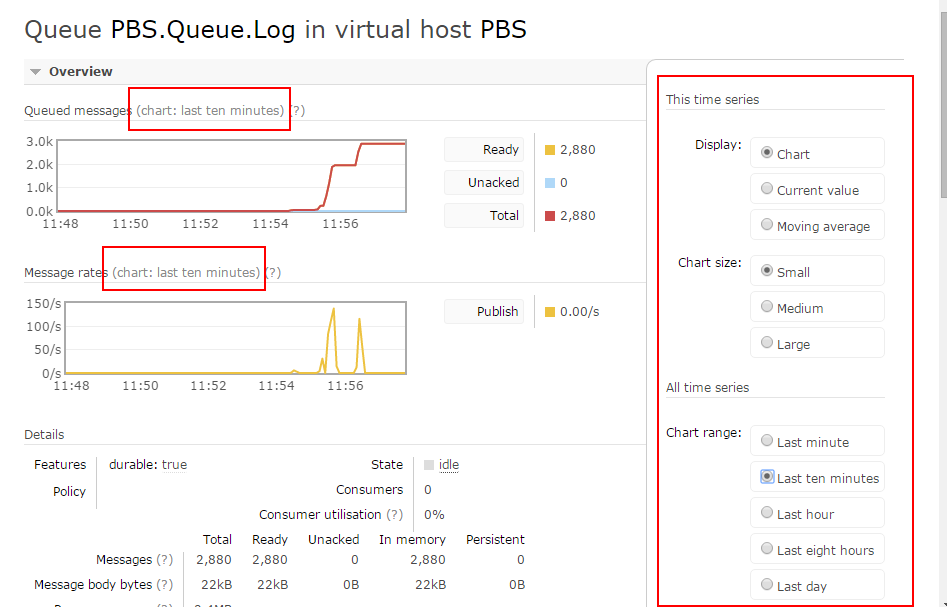 Queue PBS.Queue.Log in virtual host PBS
Overview
Queued messages (chart: last ten minutes) (?)
3.0k
2.0k
1.0k
0.0k
11:48 11:50 11:52 11:54 11:56
Ready 2,880
Unacked 0
Total 2,880
Message rates (chart: last ten minutes) (?)
150/s
100/s
50/s
0/s
11:48 11:50 11:52 11:54 11:56
Publish 0.00/s
Details
Features durable: true
Policy
State idle
Consumers 0
Consumer utilisation (?) 0%
Total Ready Unacked In memory Persistent
Messages (?) 2,880 2,880 0 2,880 0
Message body bytes (?) 22kB 22kB 0B 22kB 0B
This time series
Display: Chart
Current value
Moving average
Chart size: Small
Medium
Large
All time series
Chart range: Last minute
Last ten minutes
Last hour
Last eight hours
Last day